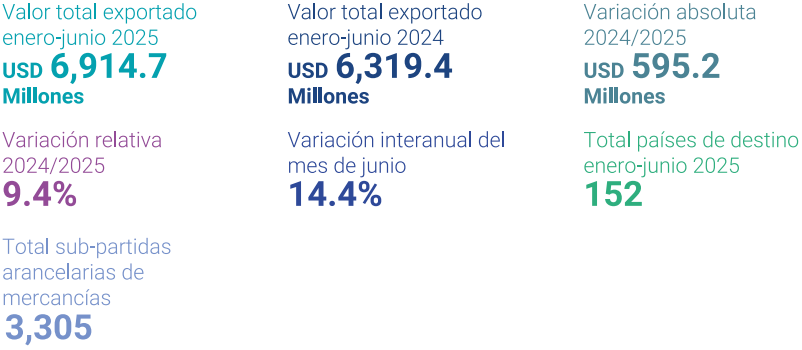 Valor total exportado
enero-junio 2025
USD 6,914.7
Millones
Valor total exportado
enero-junio 2024
USD 6,319.4
Millones
Variación absoluta
2024/2025
USD 595.2
Millones
Variación relativa
2024/2025
9.4%
Variación interanual del
mes de junio
14.4%
Total países de destino
enero-junio 2025
152
Total sub-partidas
arancelarias de
mercancías
3,305